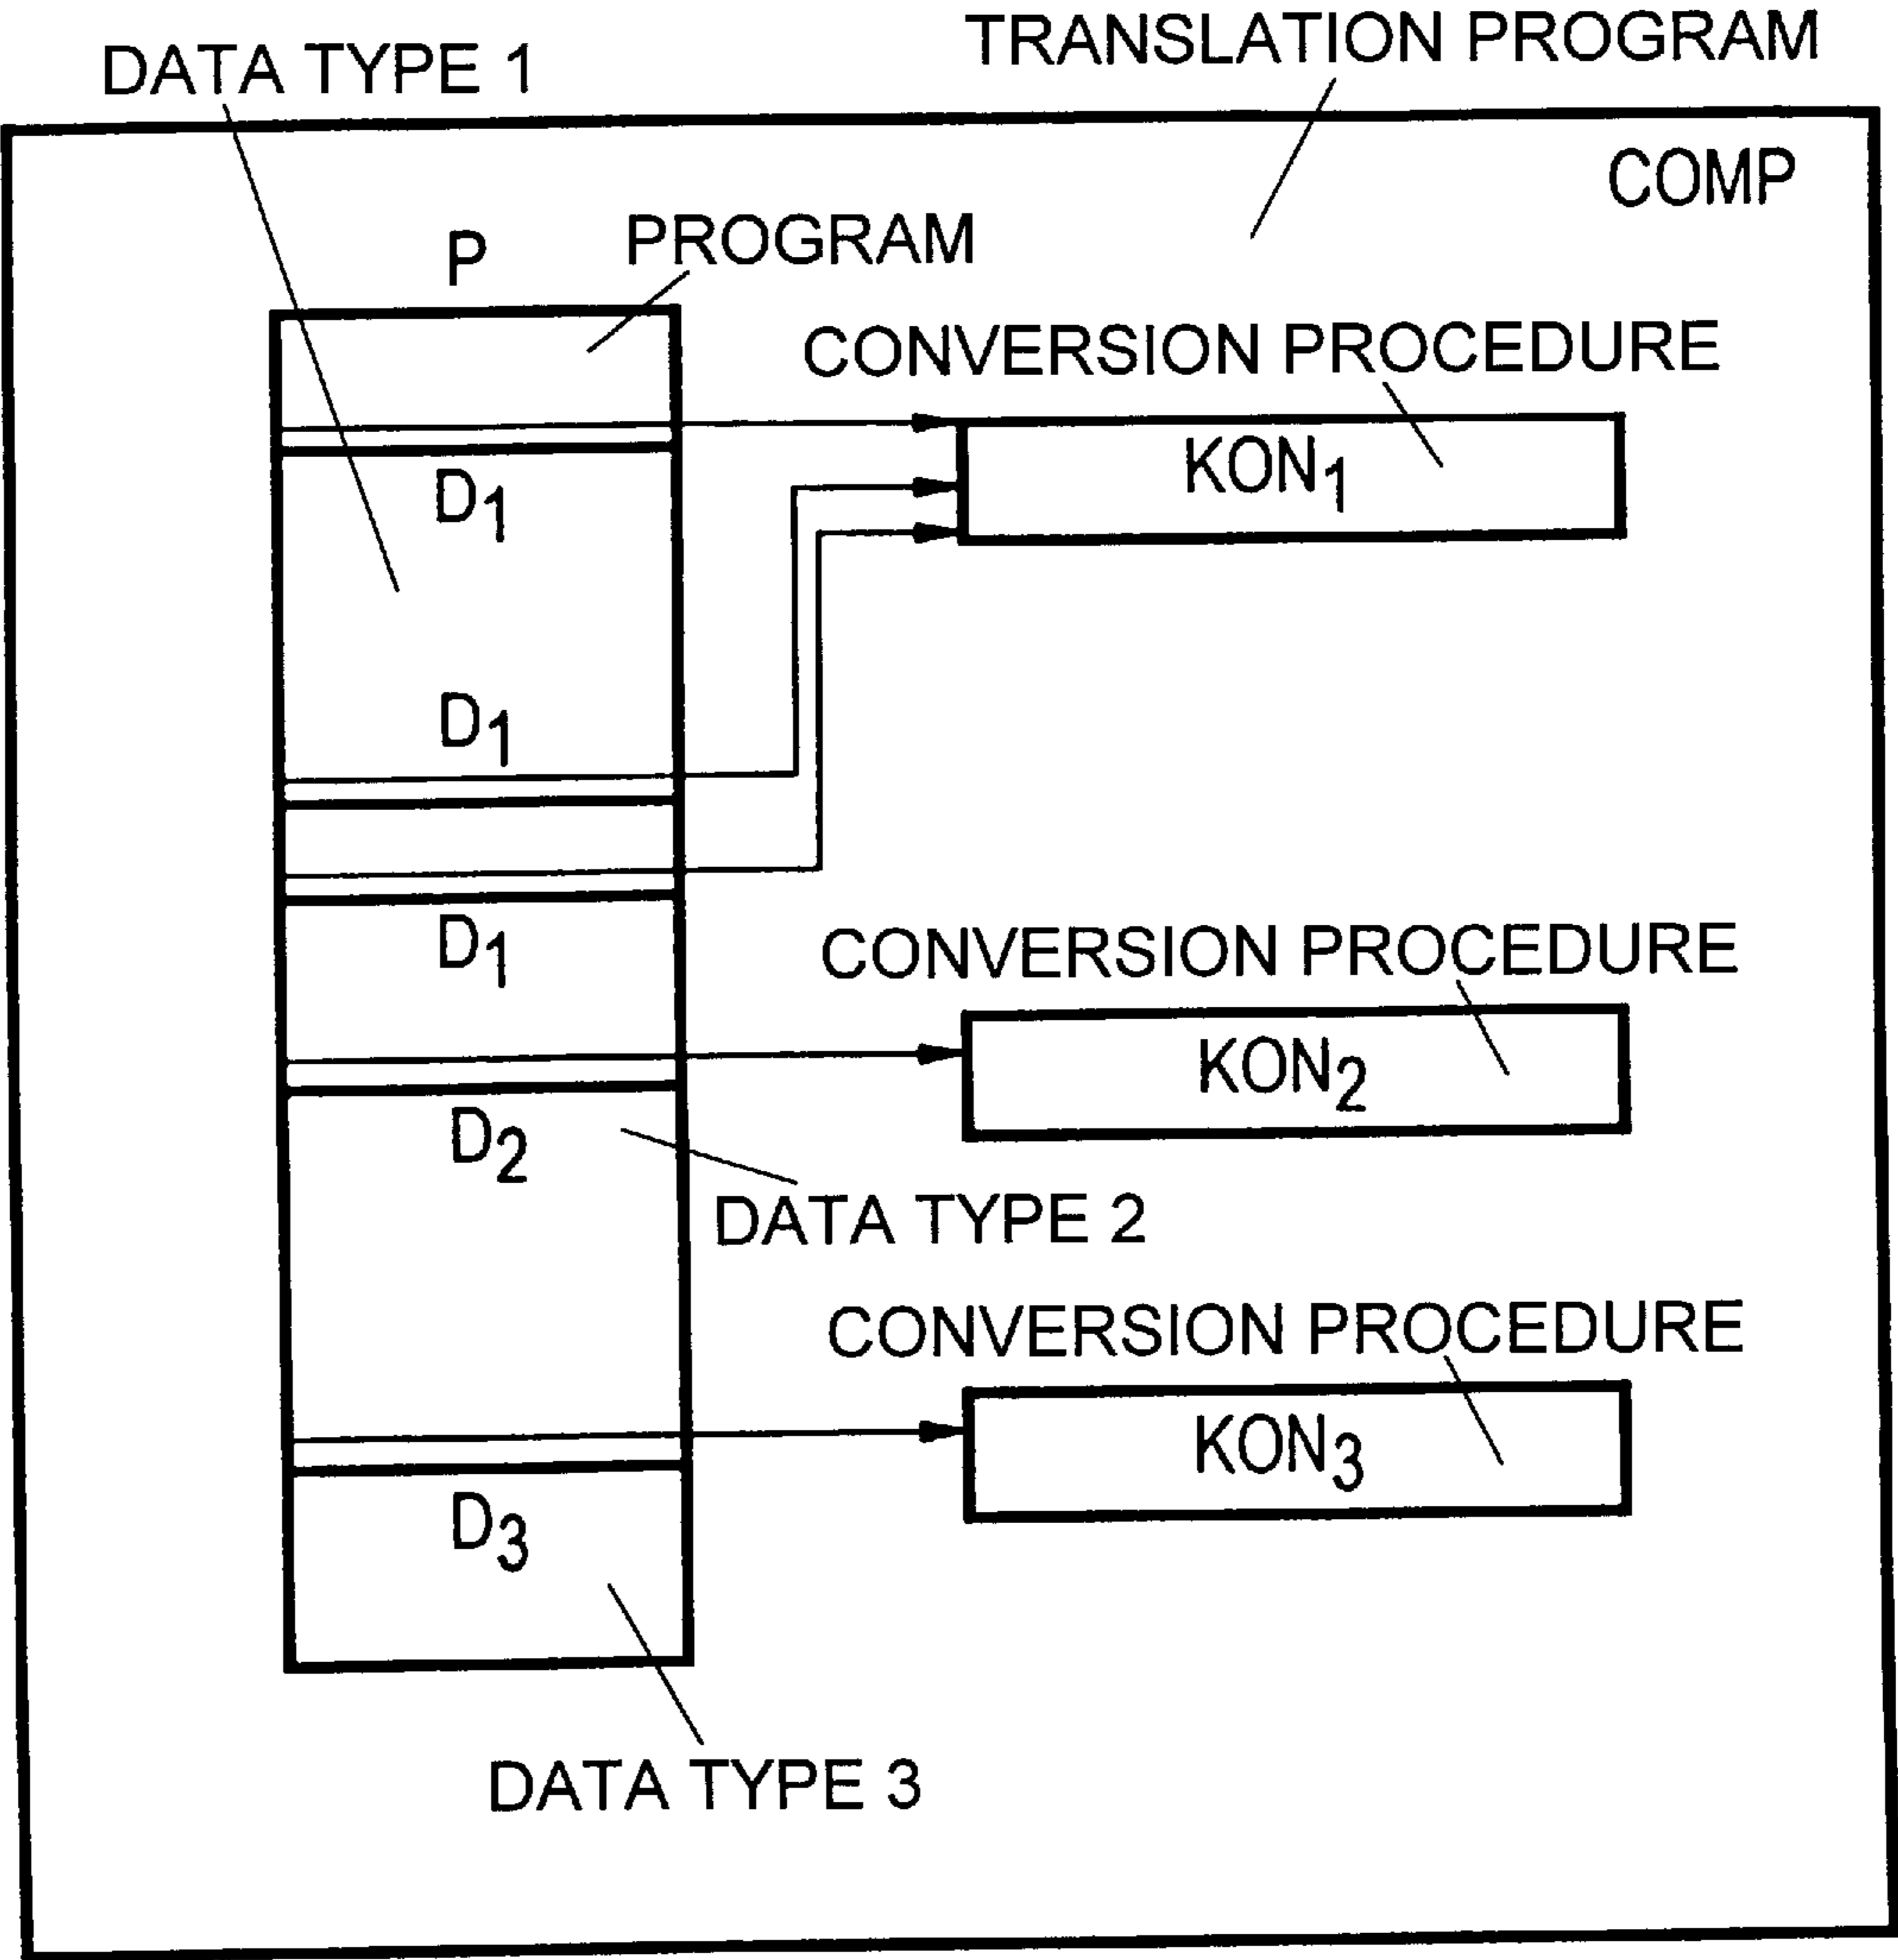 TRANSLATION PROGRAM
DATA TYPE 1
COMP
P
PROGRAM
CONVERSION PROCEDURE
KON1
D1
D1
D1
CONVERSION PROCEDURE
KON2
D2
DATA TYPE 2
CONVERSION PROCEDURE
KON3
D3
DATA TYPE 3